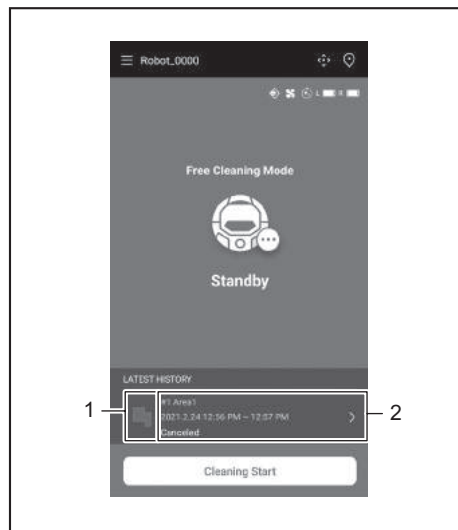 Robot_0000
L R
Free Cleaning Mode
Standby
LATEST HISTORY
#1 Area1
2021.2.24 12:56 PM ~ 12:57 PM
Canceled
Cleaning Start
1
2